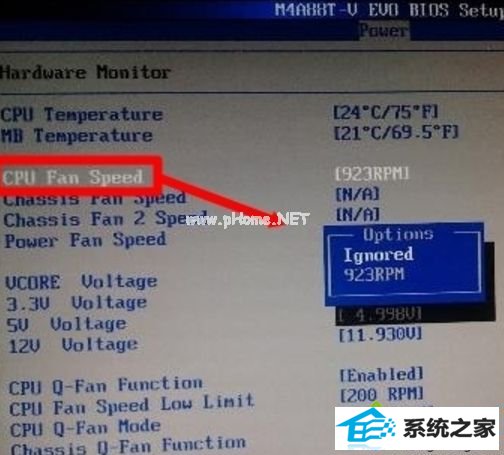 M4A88T-V EVO BIOS Setup
Power
Hardware Monitor
CPU Temperature [24°C/75°F]
MB Temperature [21°C/69.5°F]
CPU Fan Speed [923RPM]
Chassis Fan Speed [N/A]
Chassis Fan 2 Speed [N/A]
www.pHome.NET
Power Fan Speed
Options
Ignored
923RPM
VCORE Voltage
3.3V Voltage
5V Voltage [ 4.998V]
12V Voltage [11.930V]
CPU Q-Fan Function [Enabled]
CPU Fan Speed Low Limit [200 RPM]
CPU Q-Fan Mode
Chassis Q-Fan Function
系统之家